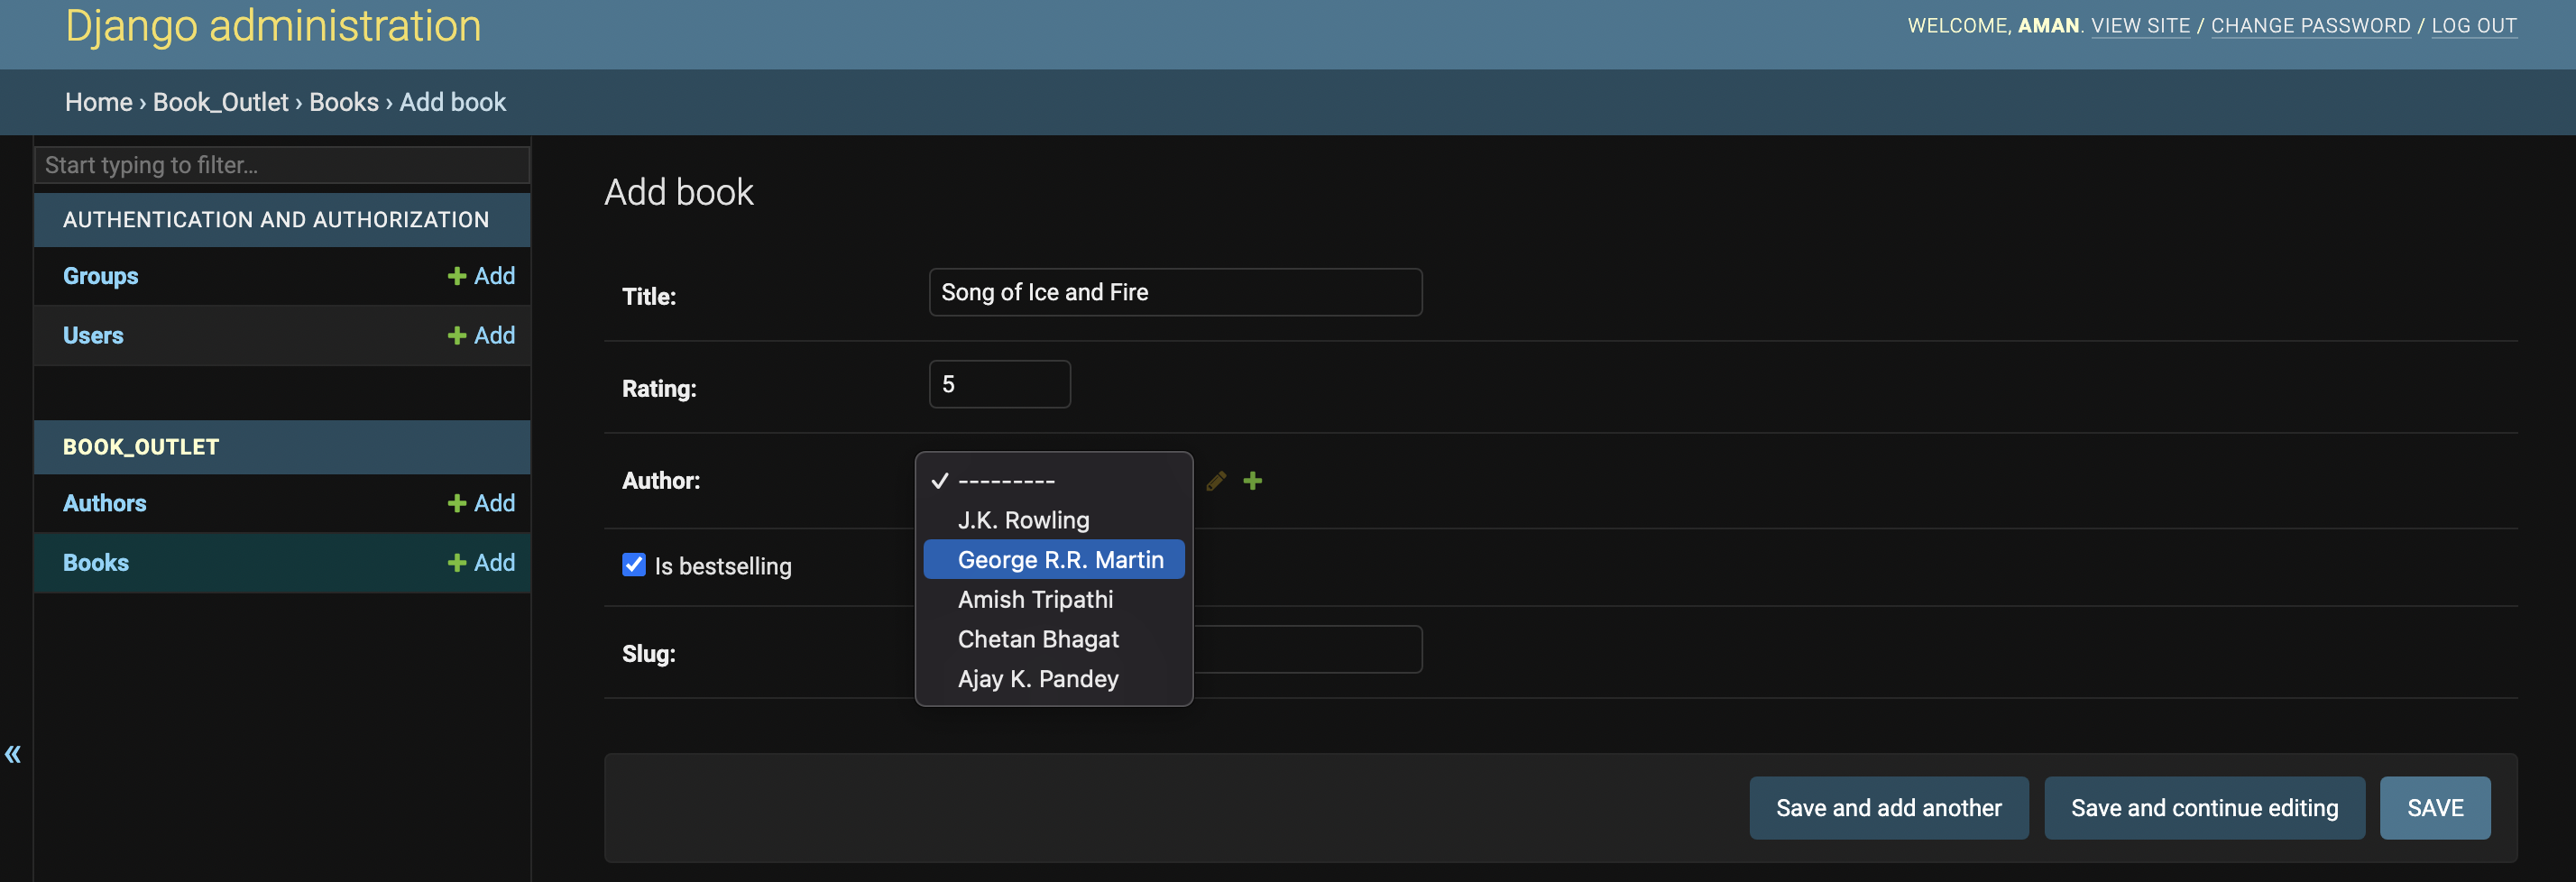 Django administration
WELCOME, AMAN. VIEW SITE / CHANGE PASSWORD / LOG OUT
Home › Book_Outlet › Books › Add book
Start typing to filter...
AUTHENTICATION AND AUTHORIZATION
Groups + Add
Users + Add
BOOK_OUTLET
Authors + Add
Books + Add
«
Add book
Title: Song of Ice and Fire
Rating: 5
Author: ✓ ---------
J.K. Rowling
George R.R. Martin
Amish Tripathi
Chetan Bhagat
Ajay K. Pandey
Is bestselling
Slug:
Save and add another Save and continue editing SAVE